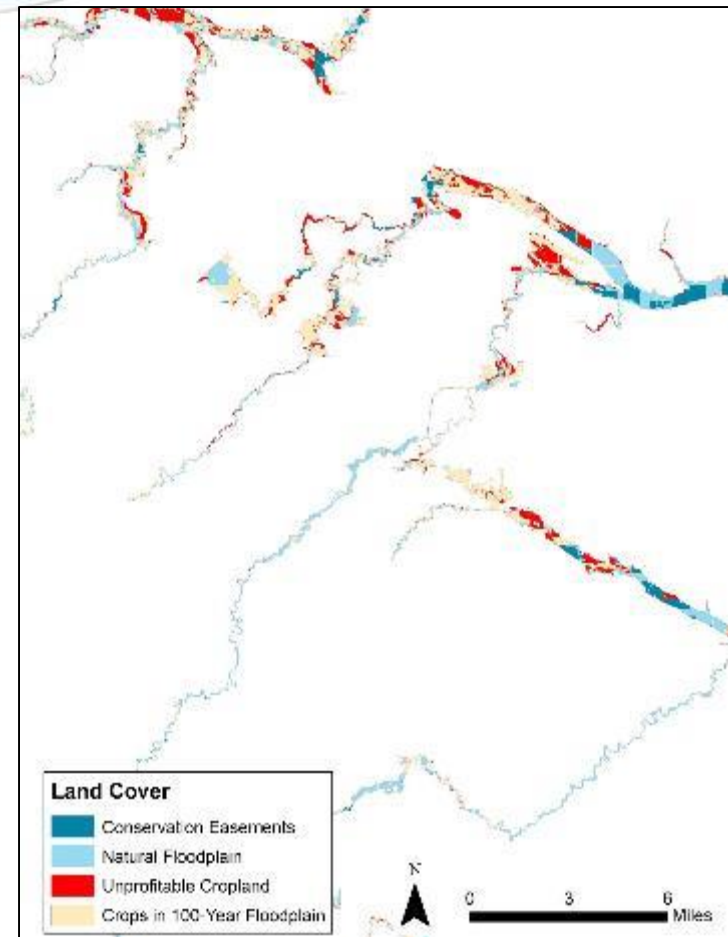 Land Cover
Conservation Easements
Natural Floodplain
Unprofitable Cropland
Crops in 100-Year Floodplain
N
0 3 6
Miles